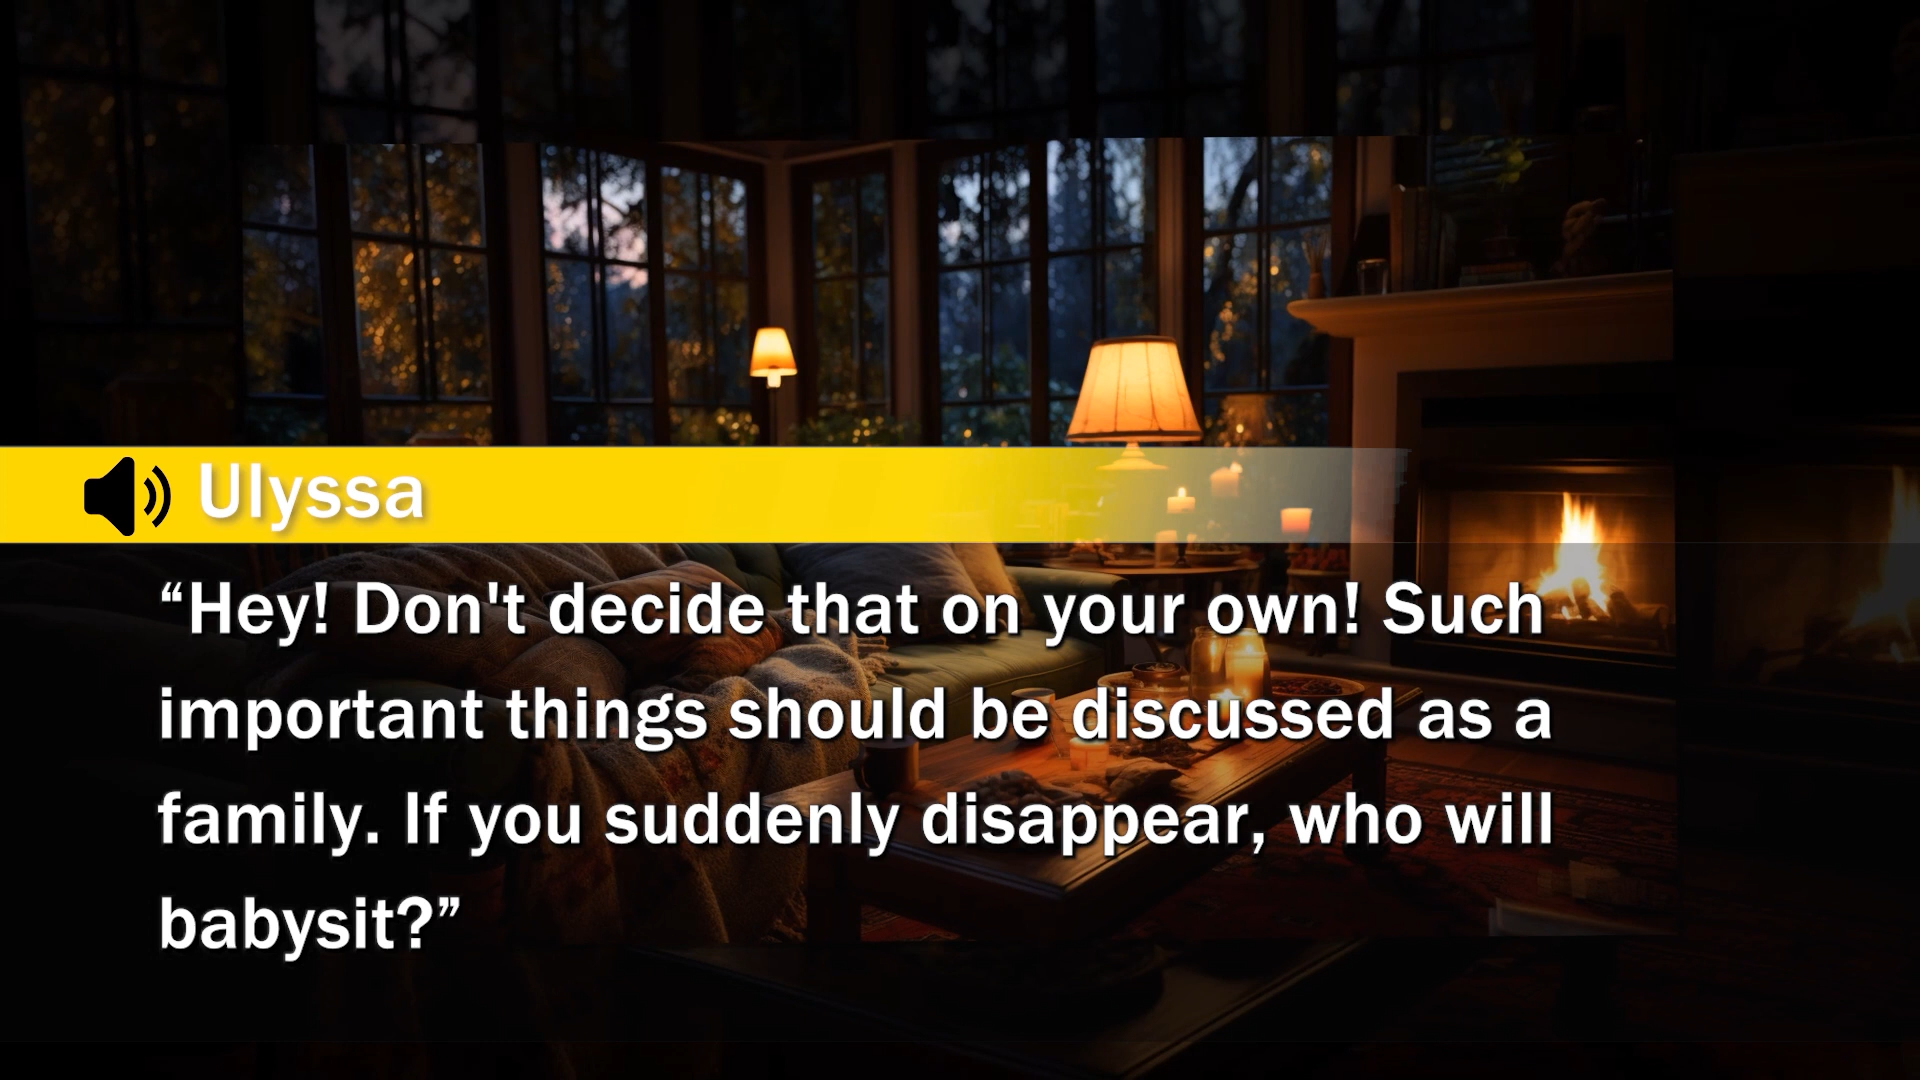 Ulyssa
“Hey! Don't decide that on your own! Such
important things should be discussed as a
family. If you suddenly disappear, who will
babysit?”